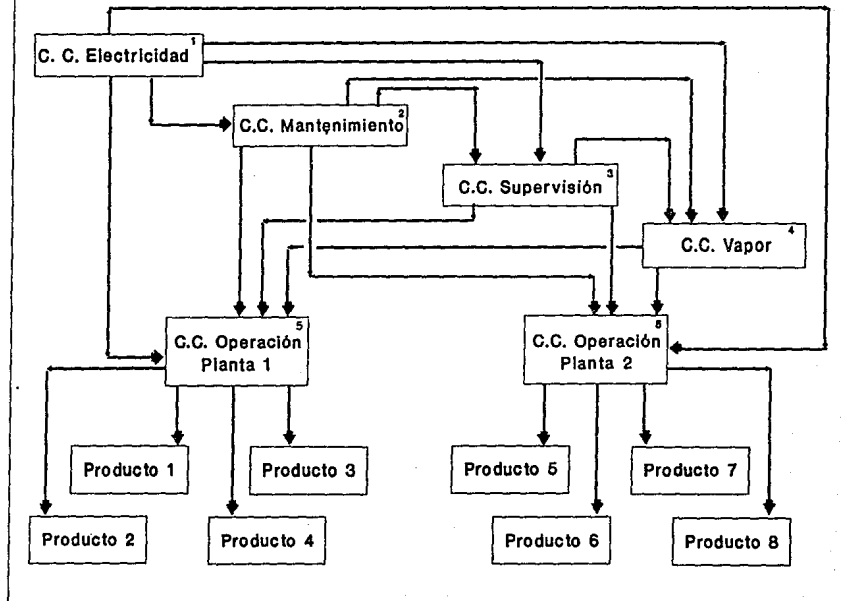 1
C. C. Electricidad
2
C.C. Mantenimiento
3
C.C. Supervisión
4
C.C. Vapor
5
C.C. Operación
Planta 1
6
C.C. Operación
Planta 2
Producto 1
Producto 3
Producto 5
Producto 7
Producto 2
Producto 4
Producto 6
Producto 8